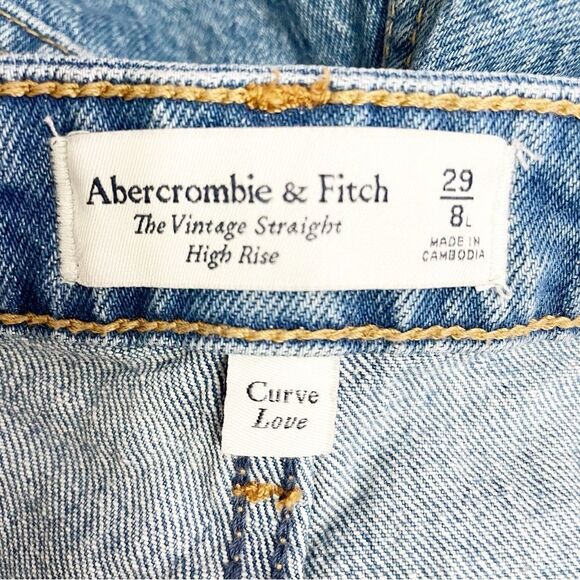 Abercrombie & Fitch
The Vintage Straight
High Rise
29
8L
MADE IN
CAMBODIA
Curve
Love